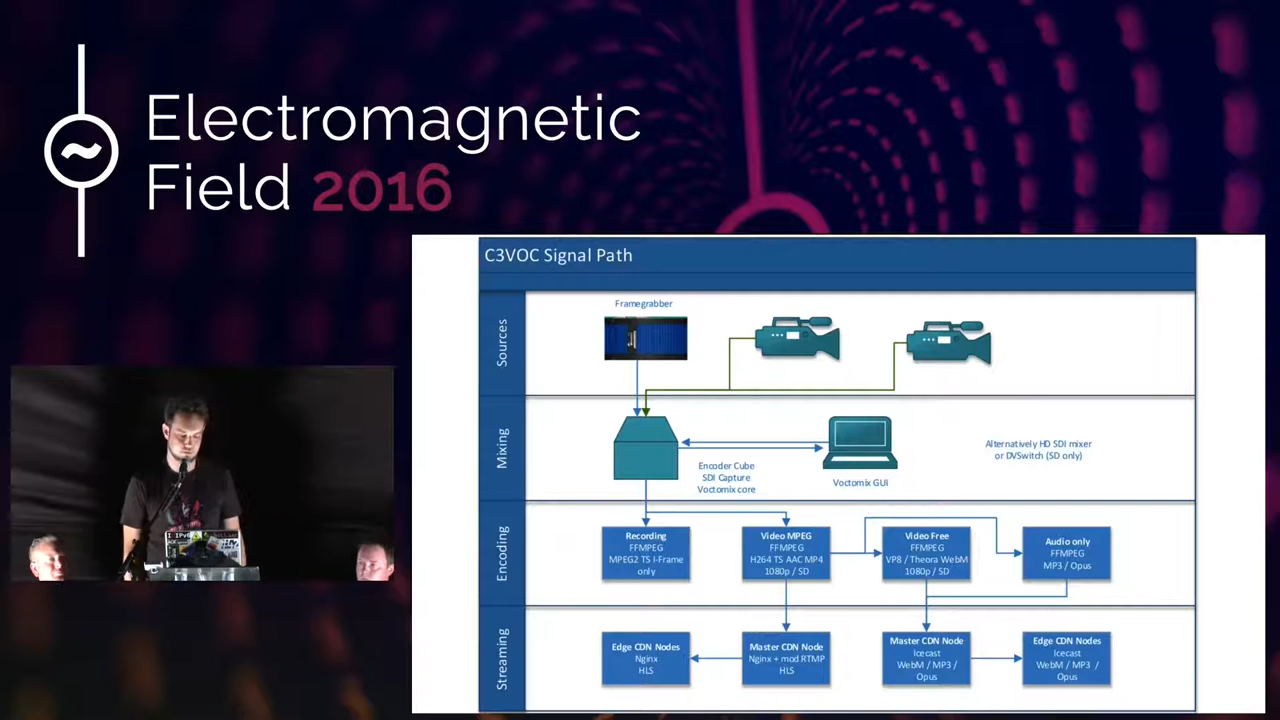 Electromagnetic
Field 2016
C3VOC Signal Path
Sources
Framegrabber
Mixing
Encoder Cube
SDI Capture
Voctomix core
Voctomix GUI
Alternatively HD SDI mixer
or DVSwitch (SD only)
Encoding
Recording
FFMPEG
MPEG2 TS I-Frame
only
Video MPEG
FFMPEG
H264 TS AAC MP4
1080p / SD
Video Free
FFMPEG
VP8 / Theora WebM
1080p / SD
Audio only
FFMPEG
MP3 / Opus
Streaming
Edge CDN Nodes
Nginx
HLS
Master CDN Node
Nginx + mod RTMP
HLS
Master CDN Node
Icecast
WebM / MP3 /
Opus
Edge CDN Nodes
Icecast
WebM / MP3 /
Opus